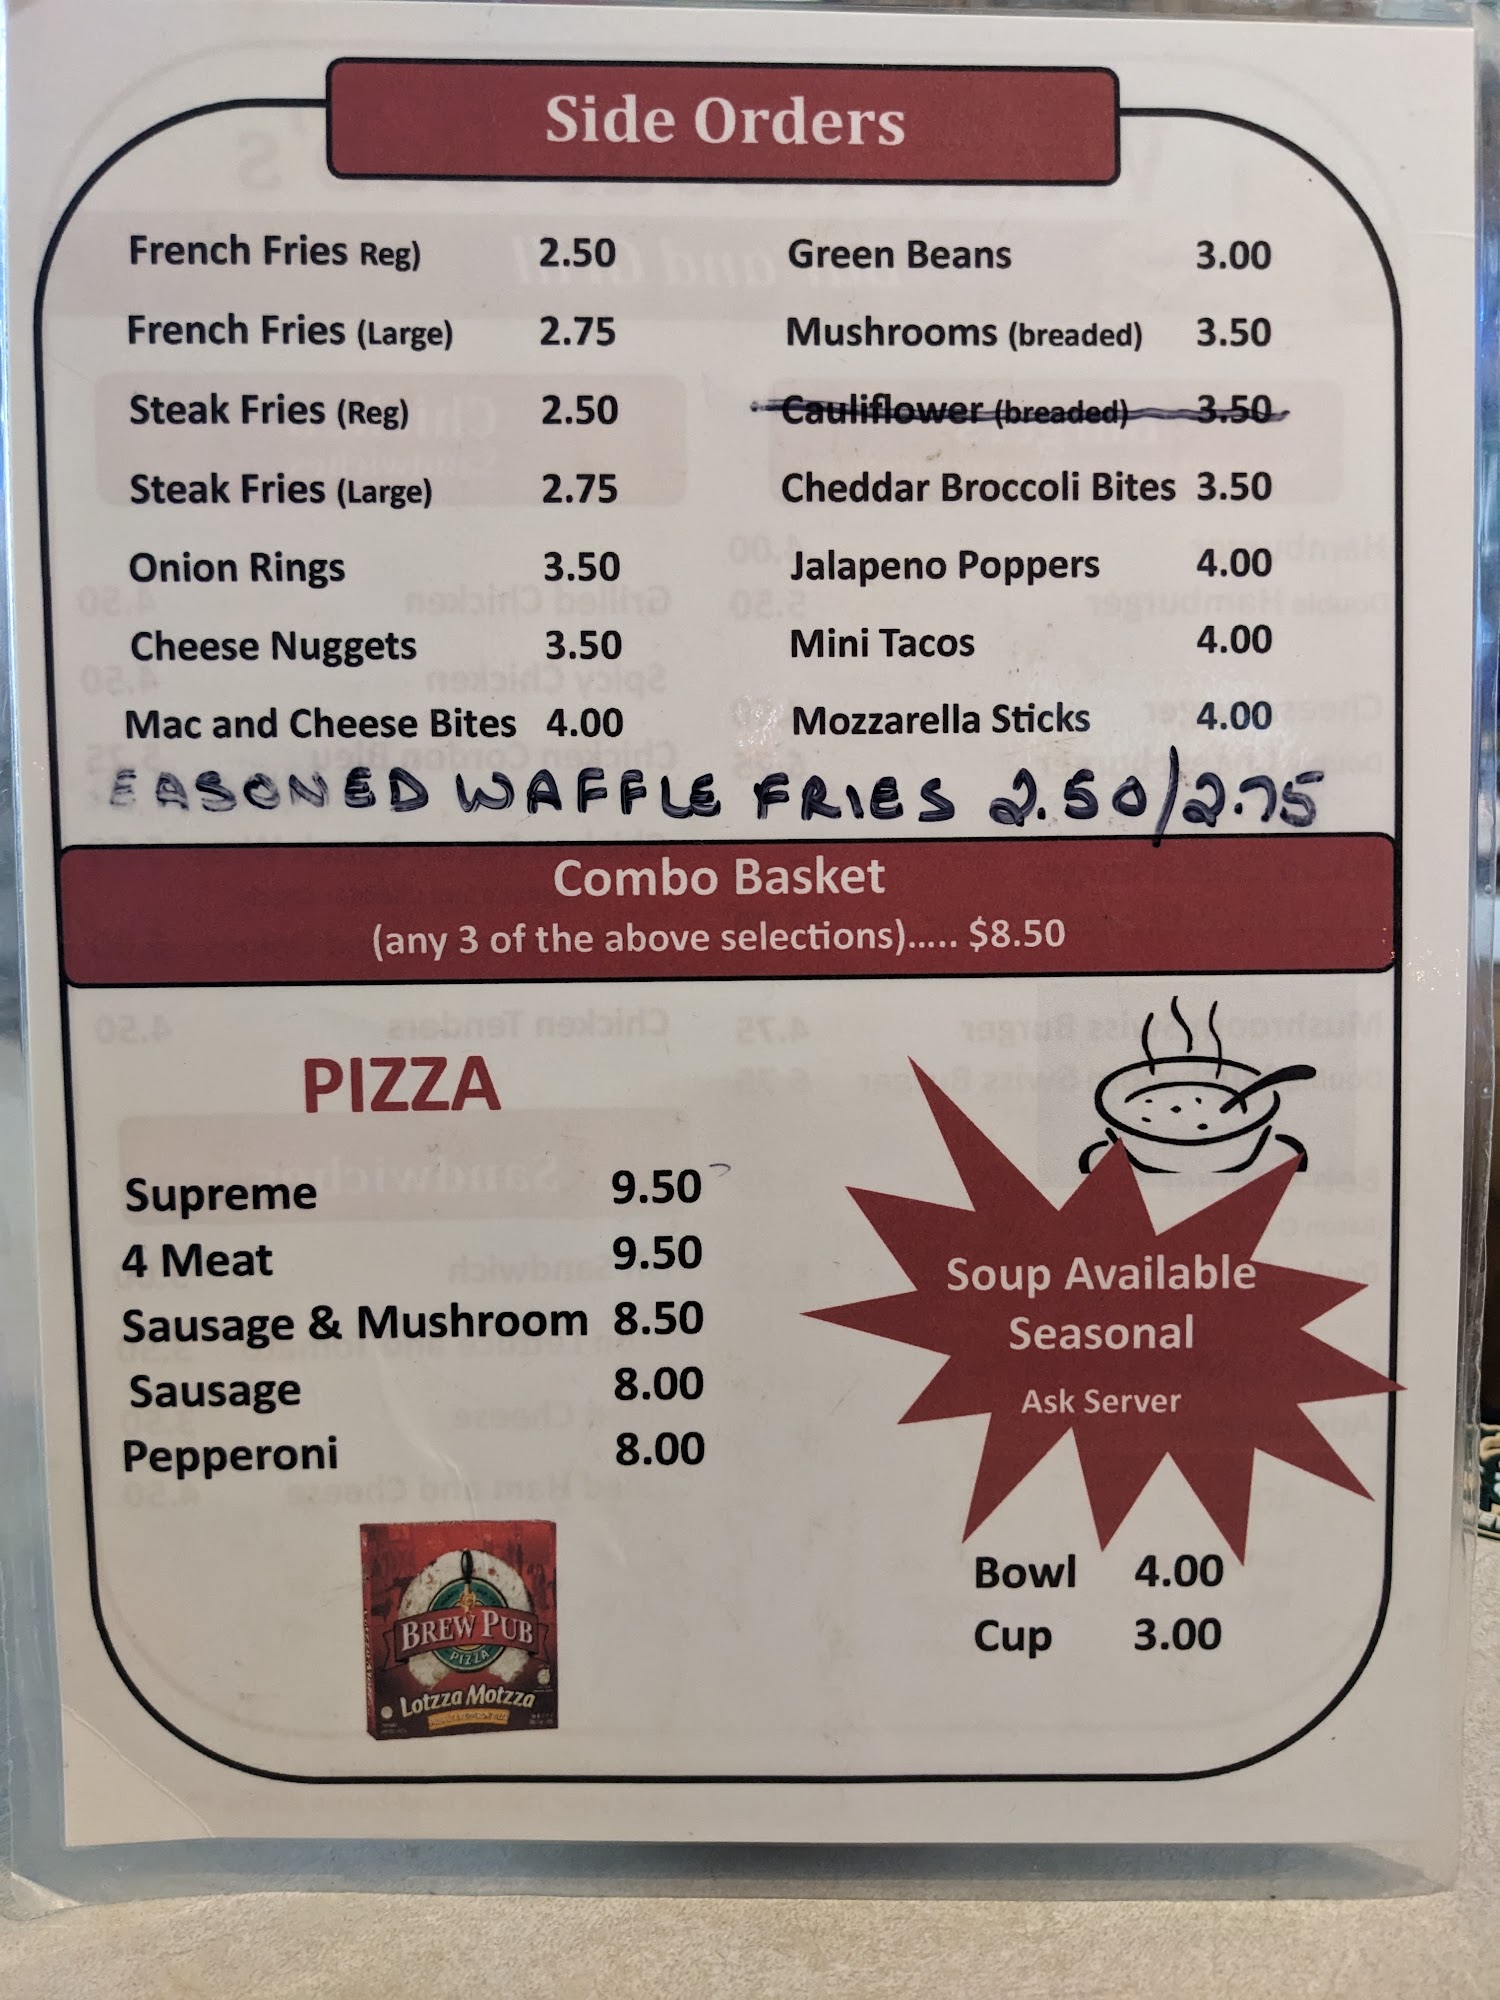 Side Orders
French Fries Reg) 2.50
French Fries (Large) 2.75
Steak Fries (Reg) 2.50
Steak Fries (Large) 2.75
Onion Rings 3.50
Cheese Nuggets 3.50
Mac and Cheese Bites 4.00
Green Beans 3.00
Mushrooms (breaded) 3.50
Cauliflower (breaded) 3.50
Cheddar Broccoli Bites 3.50
Jalapeno Poppers 4.00
Mini Tacos 4.00
Mozzarella Sticks 4.00
EASONED WAFFLE FRIES 2.50/2.75
Combo Basket
(any 3 of the above selections)..... $8.50
PIZZA
Supreme 9.50
4 Meat 9.50
Sausage & Mushroom 8.50
Sausage 8.00
Pepperoni 8.00
BREW PUB
PIZZA
Lotzza Motzza
Soup Available
Seasonal
Ask Server
Bowl 4.00
Cup 3.00